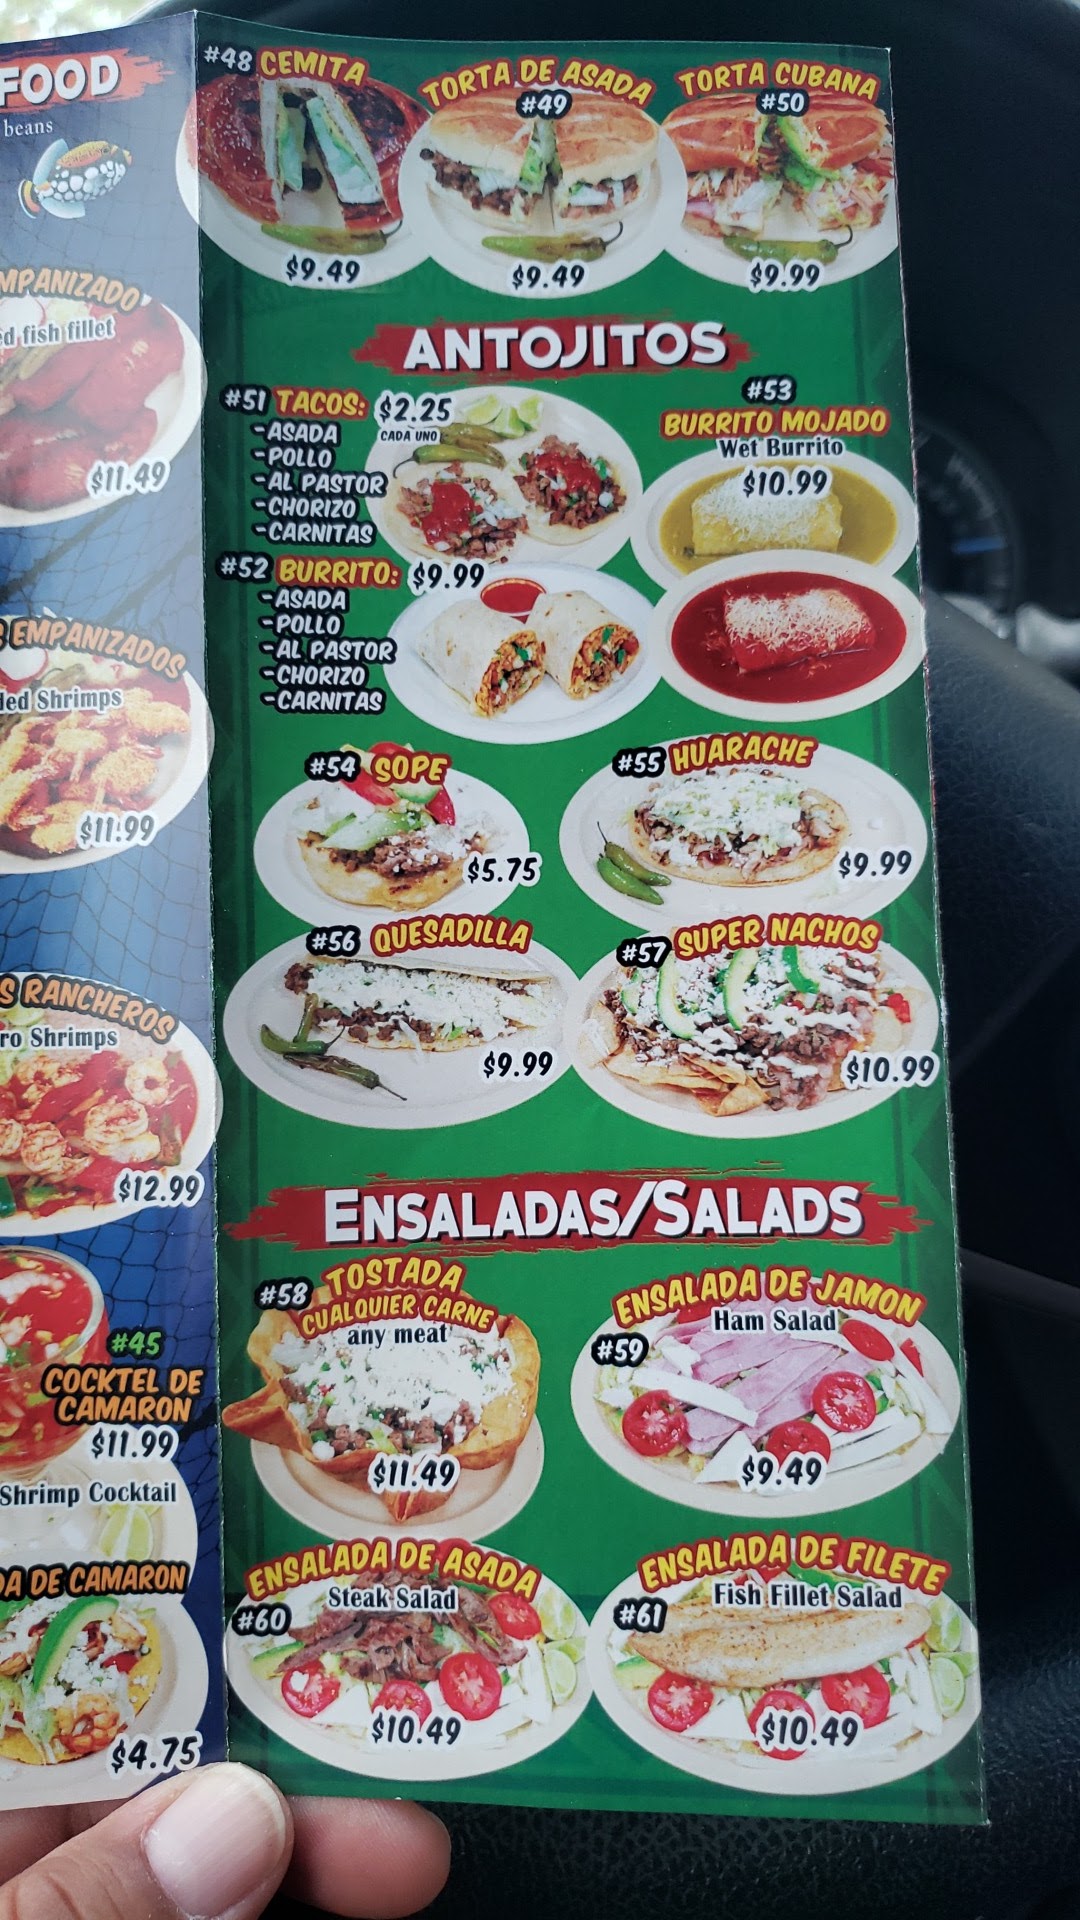 FOOD
beans
MPANIZADO
ed fish fillet
$11.49
S EMPANIZADOS
ded Shrimps
$11.99
S RANCHEROS
ro Shrimps
$12.99
#45
COCKTEL DE
CAMARON
$11.99
Shrimp Cocktail
DA DE CAMARON
$4.75
#48 CEMITA
$9.49
TORTA DE ASADA
#49
$9.49
TORTA CUBANA
#50
$9.99
ANTOJITOS
#51 TACOS: $2.25
CADA UNO
-ASADA
-POLLO
-AL PASTOR
-CHORIZO
-CARNITAS
#52 BURRITO: $9.99
-ASADA
-POLLO
-AL PASTOR
-CHORIZO
-CARNITAS
#53
BURRITO MOJADO
Wet Burrito
$10.99
#54 SOPE
$5.75
#55 HUARACHE
$9.99
#56 QUESADILLA
$9.99
#57 SUPER NACHOS
$10.99
ENSALADAS/SALADS
#58 TOSTADA
CUALQUIER CARNE
any meat
$11.49
ENSALADA DE JAMON
Ham Salad
#59
$9.49
ENSALADA DE ASADA
Steak Salad
#60
$10.49
ENSALADA DE FILETE
Fish Fillet Salad
#61
$10.49